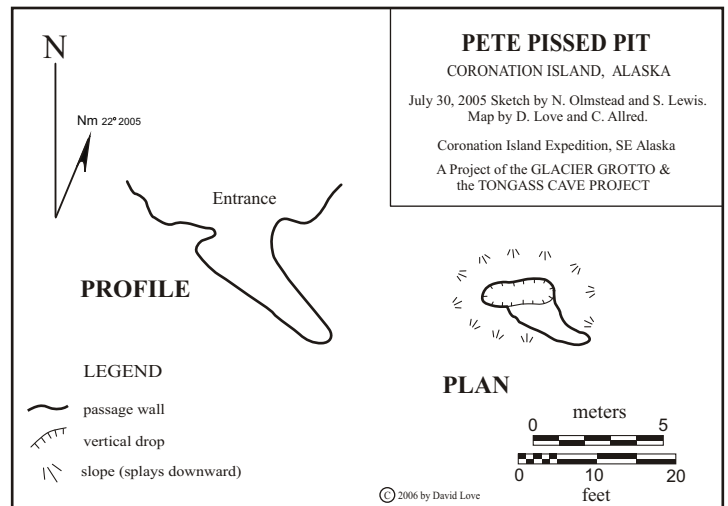 PETE PISSED PIT
CORONATION ISLAND, ALASKA
July 30, 2005 Sketch by N. Olmstead and S. Lewis.
Map by D. Love and C. Allred.
Coronation Island Expedition, SE Alaska
A Project of the GLACIER GROTTO &
the TONGASS CAVE PROJECT
N
Nm 22° 2005
Entrance
PROFILE
LEGEND
passage wall
vertical drop
slope (splays downward)
PLAN
meters
0 5
0 10 20
feet
© 2006 by David Love